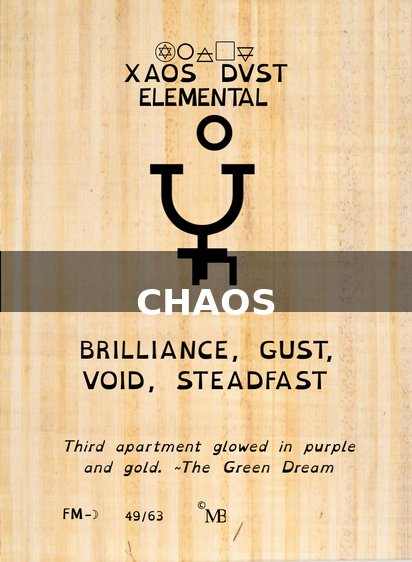 XAOS DVST
ELEMENTAL
CHAOS
BRILLIANCE, GUST,
VOID, STEADFAST
Third apartment glowed in purple
and gold. ~The Green Dream
FM-☽ 49/63 © MB